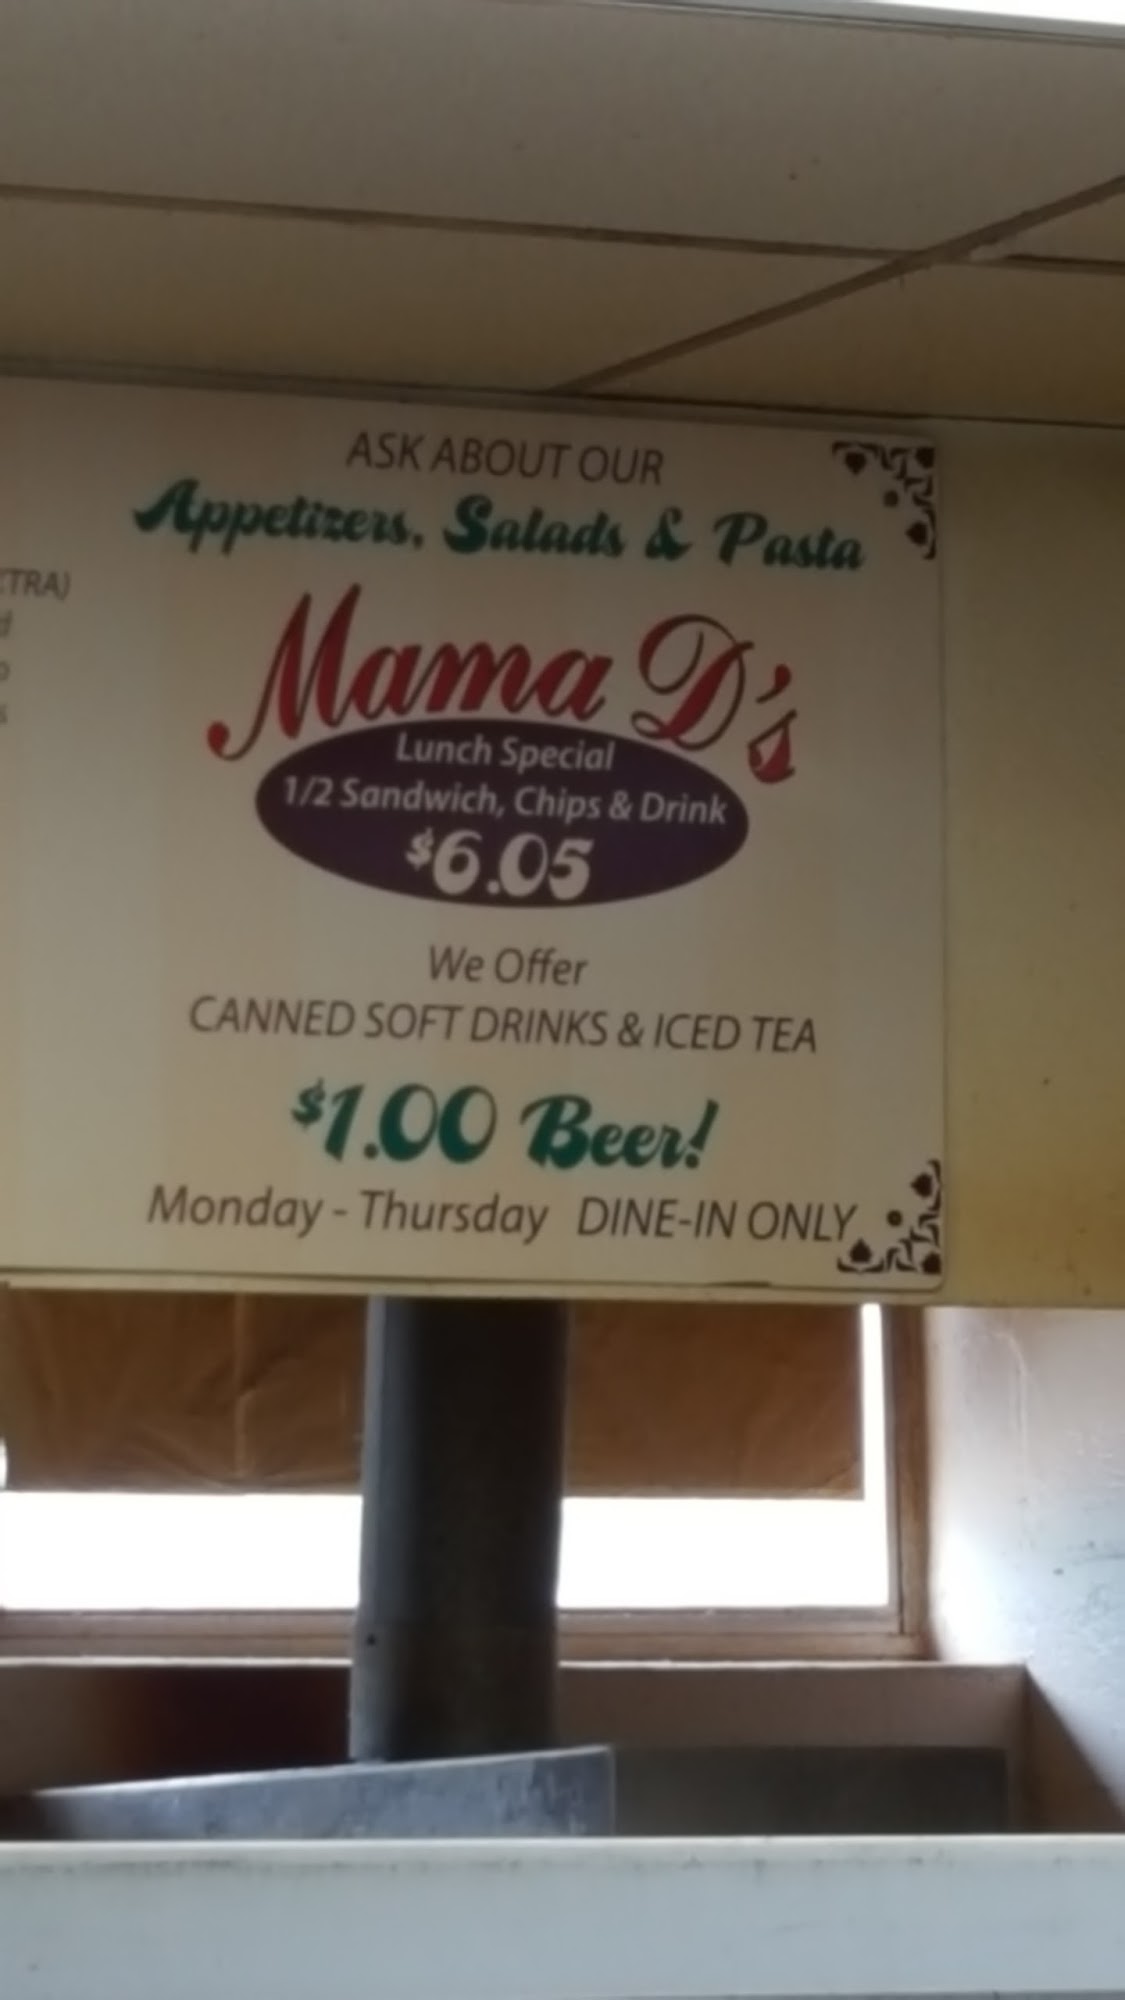 ASK ABOUT OUR
Appetizers, Salads & Pasta
Mama D's
Lunch Special
1/2 Sandwich, Chips & Drink
$6.05
We Offer
CANNED SOFT DRINKS & ICED TEA
$1.00 Beer!
Monday - Thursday DINE-IN ONLY